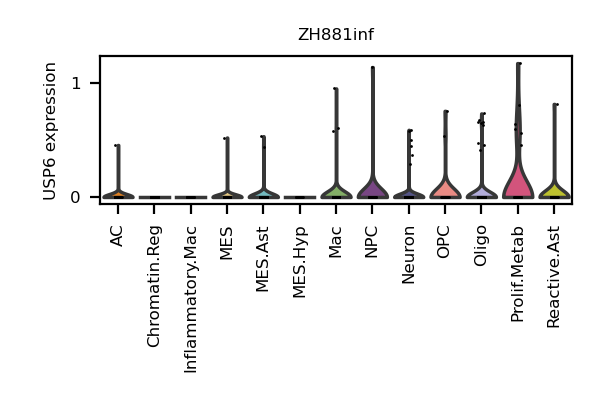 ZH881inf
USP6 expression
1
0
AC
Chromatin.Reg
Inflammatory.Mac
MES
MES.Ast
MES.Hyp
Mac
NPC
Neuron
OPC
Oligo
Prolif.Metab
Reactive.Ast